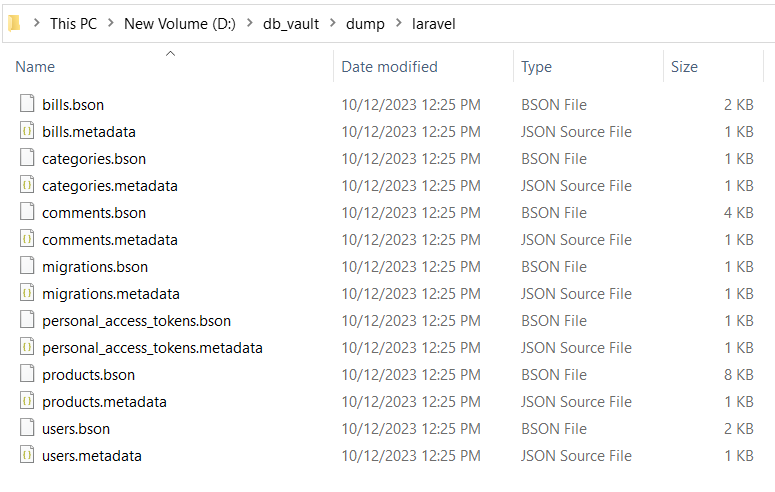 This PC > New Volume (D:) > db_vault > dump > laravel
Name Date modified Type Size
bills.bson 10/12/2023 12:25 PM BSON File 2 KB
bills.metadata 10/12/2023 12:25 PM JSON Source File 1 KB
categories.bson 10/12/2023 12:25 PM BSON File 1 KB
categories.metadata 10/12/2023 12:25 PM JSON Source File 1 KB
comments.bson 10/12/2023 12:25 PM BSON File 4 KB
comments.metadata 10/12/2023 12:25 PM JSON Source File 1 KB
migrations.bson 10/12/2023 12:25 PM BSON File 1 KB
migrations.metadata 10/12/2023 12:25 PM JSON Source File 1 KB
personal_access_tokens.bson 10/12/2023 12:25 PM BSON File 1 KB
personal_access_tokens.metadata 10/12/2023 12:25 PM JSON Source File 1 KB
products.bson 10/12/2023 12:25 PM BSON File 8 KB
products.metadata 10/12/2023 12:25 PM JSON Source File 1 KB
users.bson 10/12/2023 12:25 PM BSON File 2 KB
users.metadata 10/12/2023 12:25 PM JSON Source File 1 KB